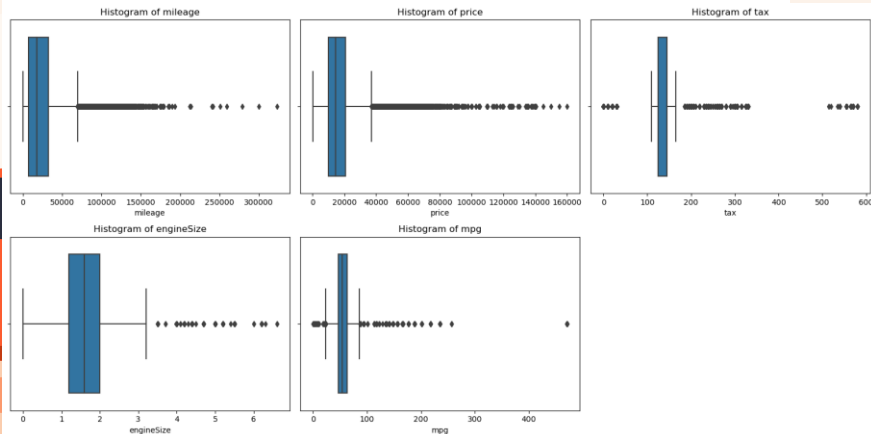 Histogram of mileage
0 50000 100000 150000 200000 250000 300000
mileage
Histogram of price
0 20000 40000 60000 80000 100000 120000 140000 160000
price
Histogram of tax
0 100 200 300 400 500 600
tax
Histogram of engineSize
0 1 2 3 4 5 6
engineSize
Histogram of mpg
0 100 200 300 400
mpg